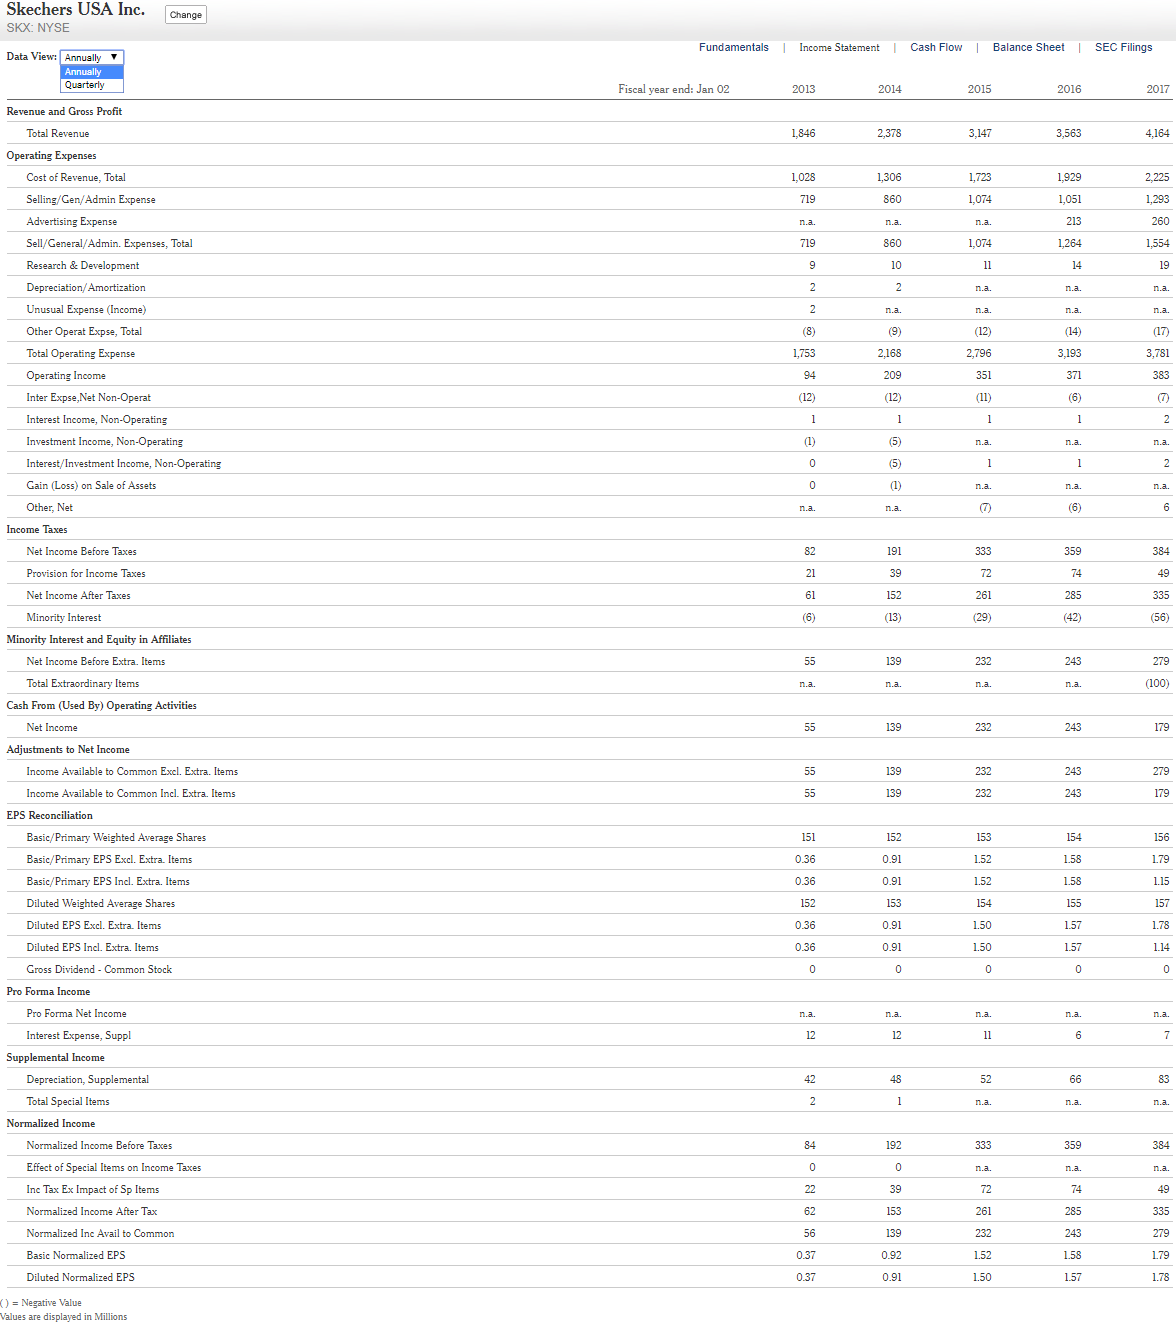 Skechers USA Inc. Change
SKX: NYSE
Fundamentals | Income Statement | Cash Flow | Balance Sheet | SEC Filings
Data View: Annually ▼
Annually
Quarterly
Fiscal year end: Jan 02 2013 2014 2015 2016 2017
Revenue and Gross Profit
Total Revenue 1,846 2,378 3,147 3,563 4,164
Operating Expenses
Cost of Revenue, Total 1,028 1,306 1,723 1,929 2,225
Selling/Gen/Admin Expense 719 860 1,074 1,051 1,293
Advertising Expense n.a. n.a. n.a. 213 260
Sell/General/Admin. Expenses, Total 719 860 1,074 1,264 1,554
Research & Development 9 10 11 14 19
Depreciation/Amortization 2 2 n.a. n.a. n.a.
Unusual Expense (Income) 2 n.a. n.a. n.a. n.a.
Other Operat Expse, Total (8) (9) (12) (14) (17)
Total Operating Expense 1,753 2,168 2,796 3,193 3,781
Operating Income 94 209 351 371 383
Inter Expse,Net Non-Operat (12) (12) (11) (6) (7)
Interest Income, Non-Operating 1 1 1 1 2
Investment Income, Non-Operating (1) (5) n.a. n.a. n.a.
Interest/Investment Income, Non-Operating 0 (5) 1 1 2
Gain (Loss) on Sale of Assets 0 (1) n.a. n.a. n.a.
Other, Net n.a. n.a. (7) (6) 6
Income Taxes
Net Income Before Taxes 82 191 333 359 384
Provision for Income Taxes 21 39 72 74 49
Net Income After Taxes 61 152 261 285 335
Minority Interest (6) (13) (29) (42) (56)
Minority Interest and Equity in Affiliates
Net Income Before Extra. Items 55 139 232 243 279
Total Extraordinary Items n.a. n.a. n.a. n.a. (100)
Cash From (Used By) Operating Activities
Net Income 55 139 232 243 179
Adjustments to Net Income
Income Available to Common Excl. Extra. Items 55 139 232 243 279
Income Available to Common Incl. Extra. Items 55 139 232 243 179
EPS Reconciliation
Basic/Primary Weighted Average Shares 151 152 153 154 156
Basic/Primary EPS Excl. Extra. Items 0.36 0.91 1.52 1.58 1.79
Basic/Primary EPS Incl. Extra. Items 0.36 0.91 1.52 1.58 1.15
Diluted Weighted Average Shares 152 153 154 155 157
Diluted EPS Excl. Extra. Items 0.36 0.91 1.50 1.57 1.78
Diluted EPS Incl. Extra. Items 0.36 0.91 1.50 1.57 1.14
Gross Dividend - Common Stock 0 0 0 0 0
Pro Forma Income
Pro Forma Net Income n.a. n.a. n.a. n.a. n.a.
Interest Expense, Suppl 12 12 11 6 7
Supplemental Income
Depreciation, Supplemental 42 48 52 66 83
Total Special Items 2 1 n.a. n.a. n.a.
Normalized Income
Normalized Income Before Taxes 84 192 333 359 384
Effect of Special Items on Income Taxes 0 0 n.a. n.a. n.a.
Inc Tax Ex Impact of Sp Items 22 39 72 74 49
Normalized Income After Tax 62 153 261 285 335
Normalized Inc Avail to Common 56 139 232 243 279
Basic Normalized EPS 0.37 0.92 1.52 1.58 1.79
Diluted Normalized EPS 0.37 0.91 1.50 1.57 1.78
( ) = Negative Value
Values are displayed in Millions